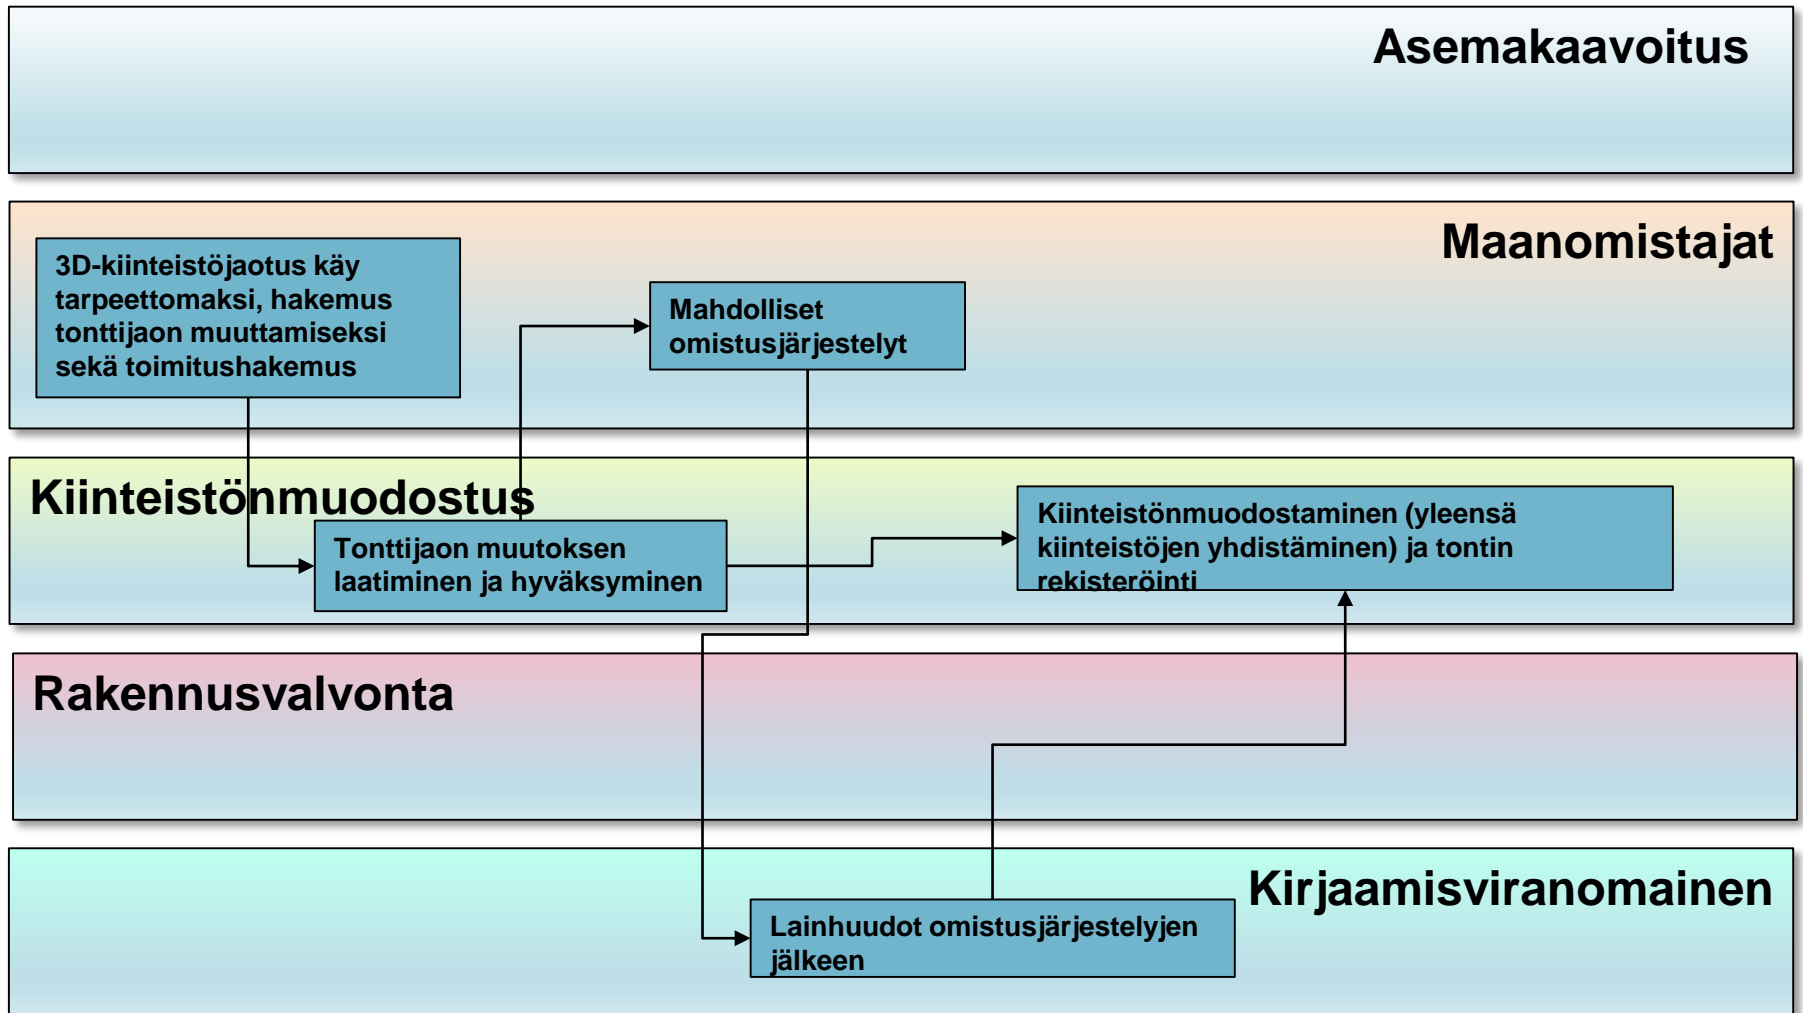 Asemakaavoitus
Maanomistajat
3D-kiinteistöjaotus käy
tarpeettomaksi, hakemus
tonttijaon muuttamiseksi
sekä toimitushakemus
Mahdolliset
omistusjärjestelyt
Kiinteistönmuodostus
Tonttijaon muutoksen
laatiminen ja hyväksyminen
Kiinteistönmuodostaminen (yleensä
kiinteistöjen yhdistäminen) ja tontin
rekisteröinti
Rakennusvalvonta
Kirjaamisviranomainen
Lainhuudot omistusjärjestelyjen
jälkeen